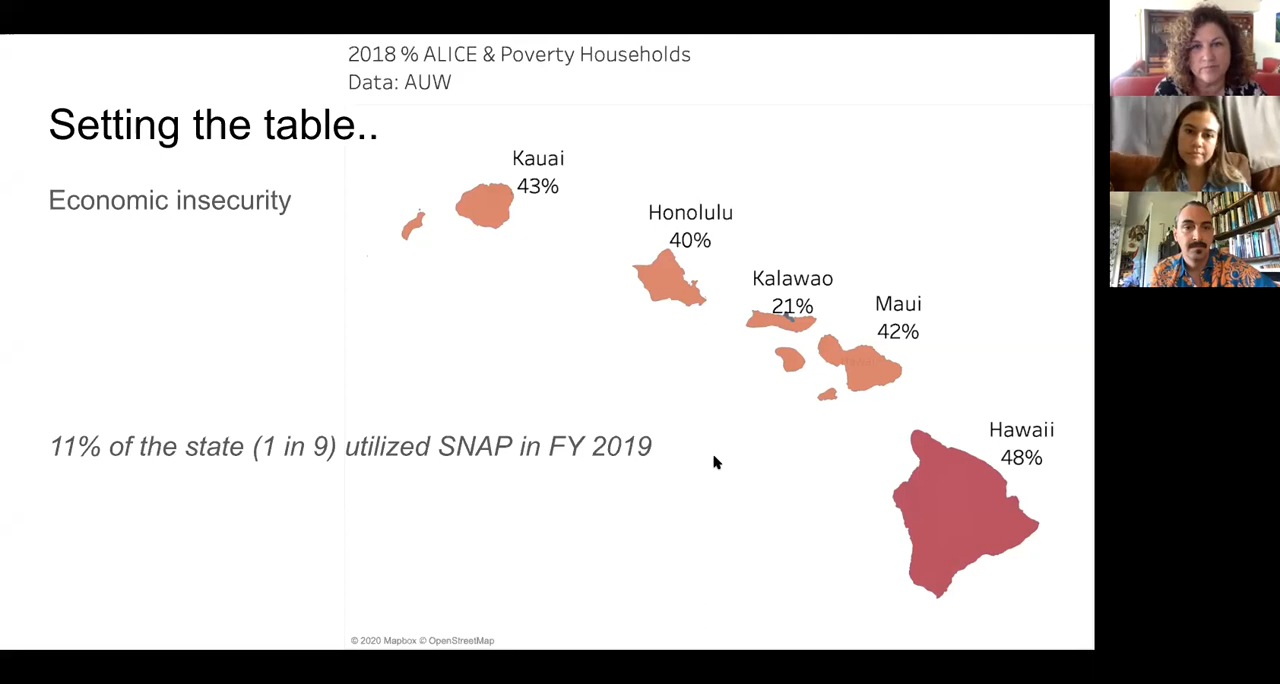 2018 % ALICE & Poverty Households
Data: AUW
Setting the table..
Economic insecurity
Kauai
43%
Honolulu
40%
Kalawao
21%
Maui
42%
11% of the state (1 in 9) utilized SNAP in FY 2019
Hawaii
48%
© 2020 Mapbox © OpenStreetMap